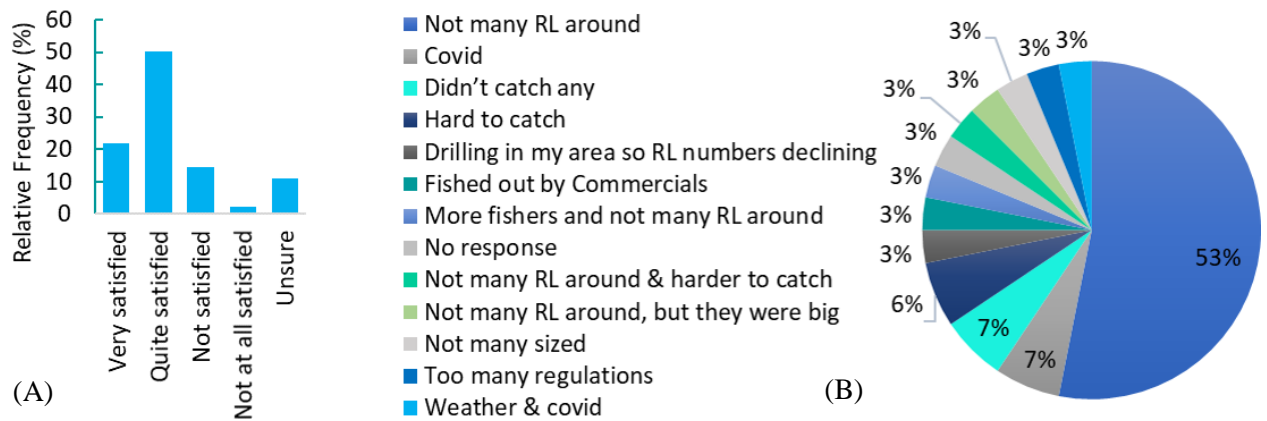 Relative Frequency (%)
60
50
40
30
20
10
0
Very satisfied
Quite satisfied
Not satisfied
Not at all satisfied
Unsure
(A)
Not many RL around
Covid
Didn’t catch any
Hard to catch
Drilling in my area so RL numbers declining
Fished out by Commercials
More fishers and not many RL around
No response
Not many RL around & harder to catch
Not many RL around, but they were big
Not many sized
Too many regulations
Weather & covid
53%
7%
7%
6%
3%
3%
3%
3%
3%
3%
3%
3%
3%
(B)